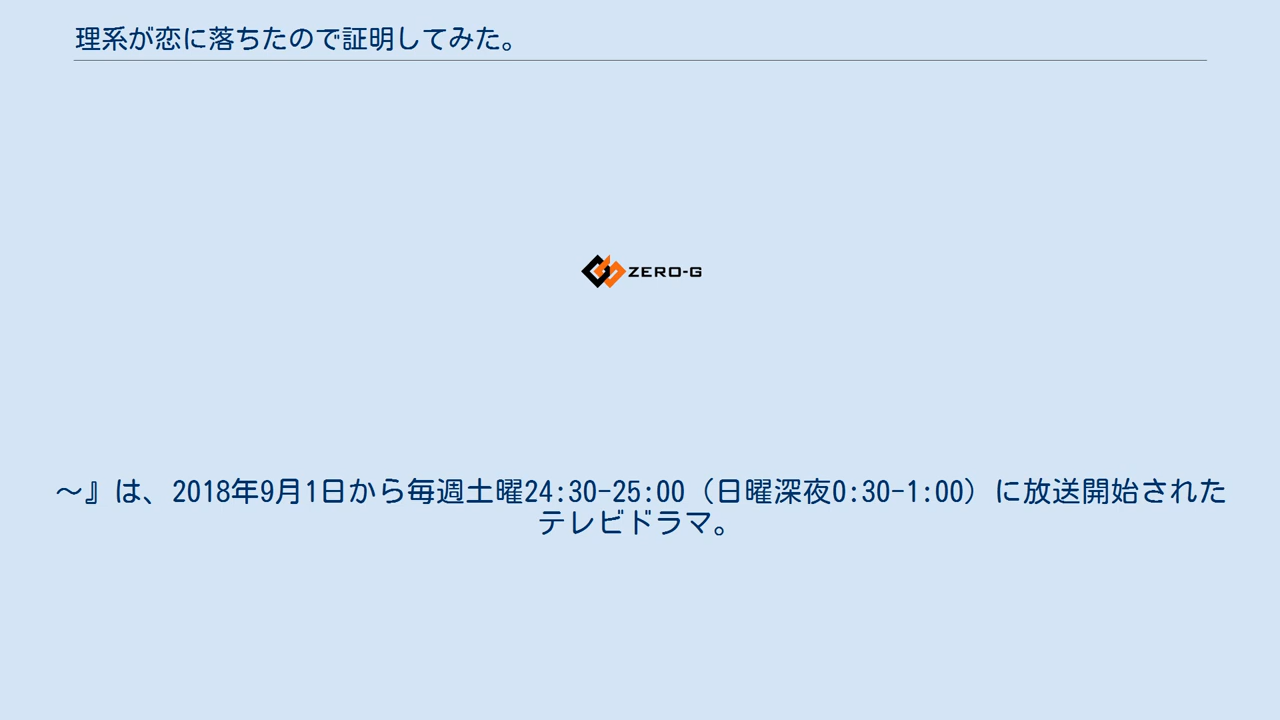 理系が恋に落ちたので証明してみた。
ZERO-G
〜』は、2018年9月1日から毎週土曜24:30-25:00（日曜深夜0:30-1:00）に放送開始された
テレビドラマ。